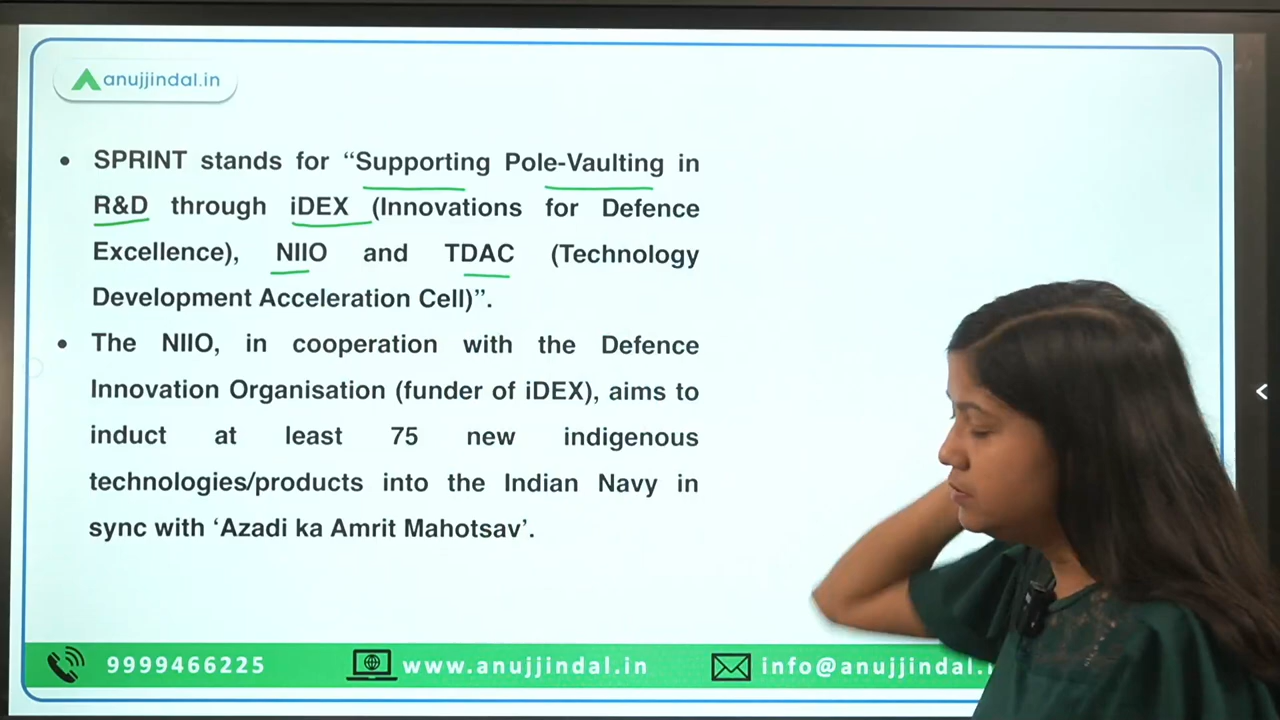 anujjindal.in
• SPRINT stands for “Supporting Pole-Vaulting in
R&D through iDEX (Innovations for Defence
Excellence), NIIO and TDAC (Technology
Development Acceleration Cell)”.
• The NIIO, in cooperation with the Defence
Innovation Organisation (funder of iDEX), aims to
induct at least 75 new indigenous
technologies/products into the Indian Navy in
sync with ‘Azadi ka Amrit Mahotsav’.
9999466225 www.anujjindal.in info@anujjindal.